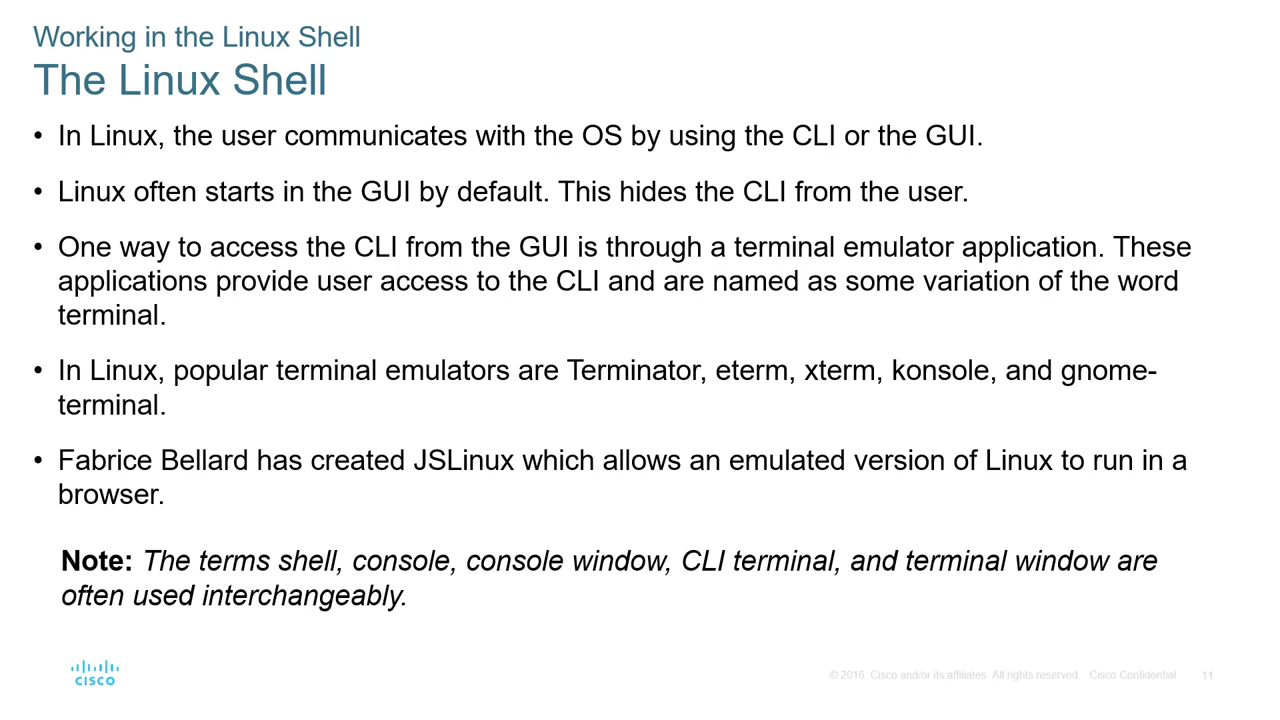 Working in the Linux Shell
The Linux Shell
• In Linux, the user communicates with the OS by using the CLI or the GUI.
• Linux often starts in the GUI by default. This hides the CLI from the user.
• One way to access the CLI from the GUI is through a terminal emulator application. These
applications provide user access to the CLI and are named as some variation of the word
terminal.
• In Linux, popular terminal emulators are Terminator, eterm, xterm, konsole, and gnome-
terminal.
• Fabrice Bellard has created JSLinux which allows an emulated version of Linux to run in a
browser.
Note: The terms shell, console, console window, CLI terminal, and terminal window are
often used interchangeably.
CISCO
© 2016 Cisco and/or its affiliates. All rights reserved. Cisco Confidential 11